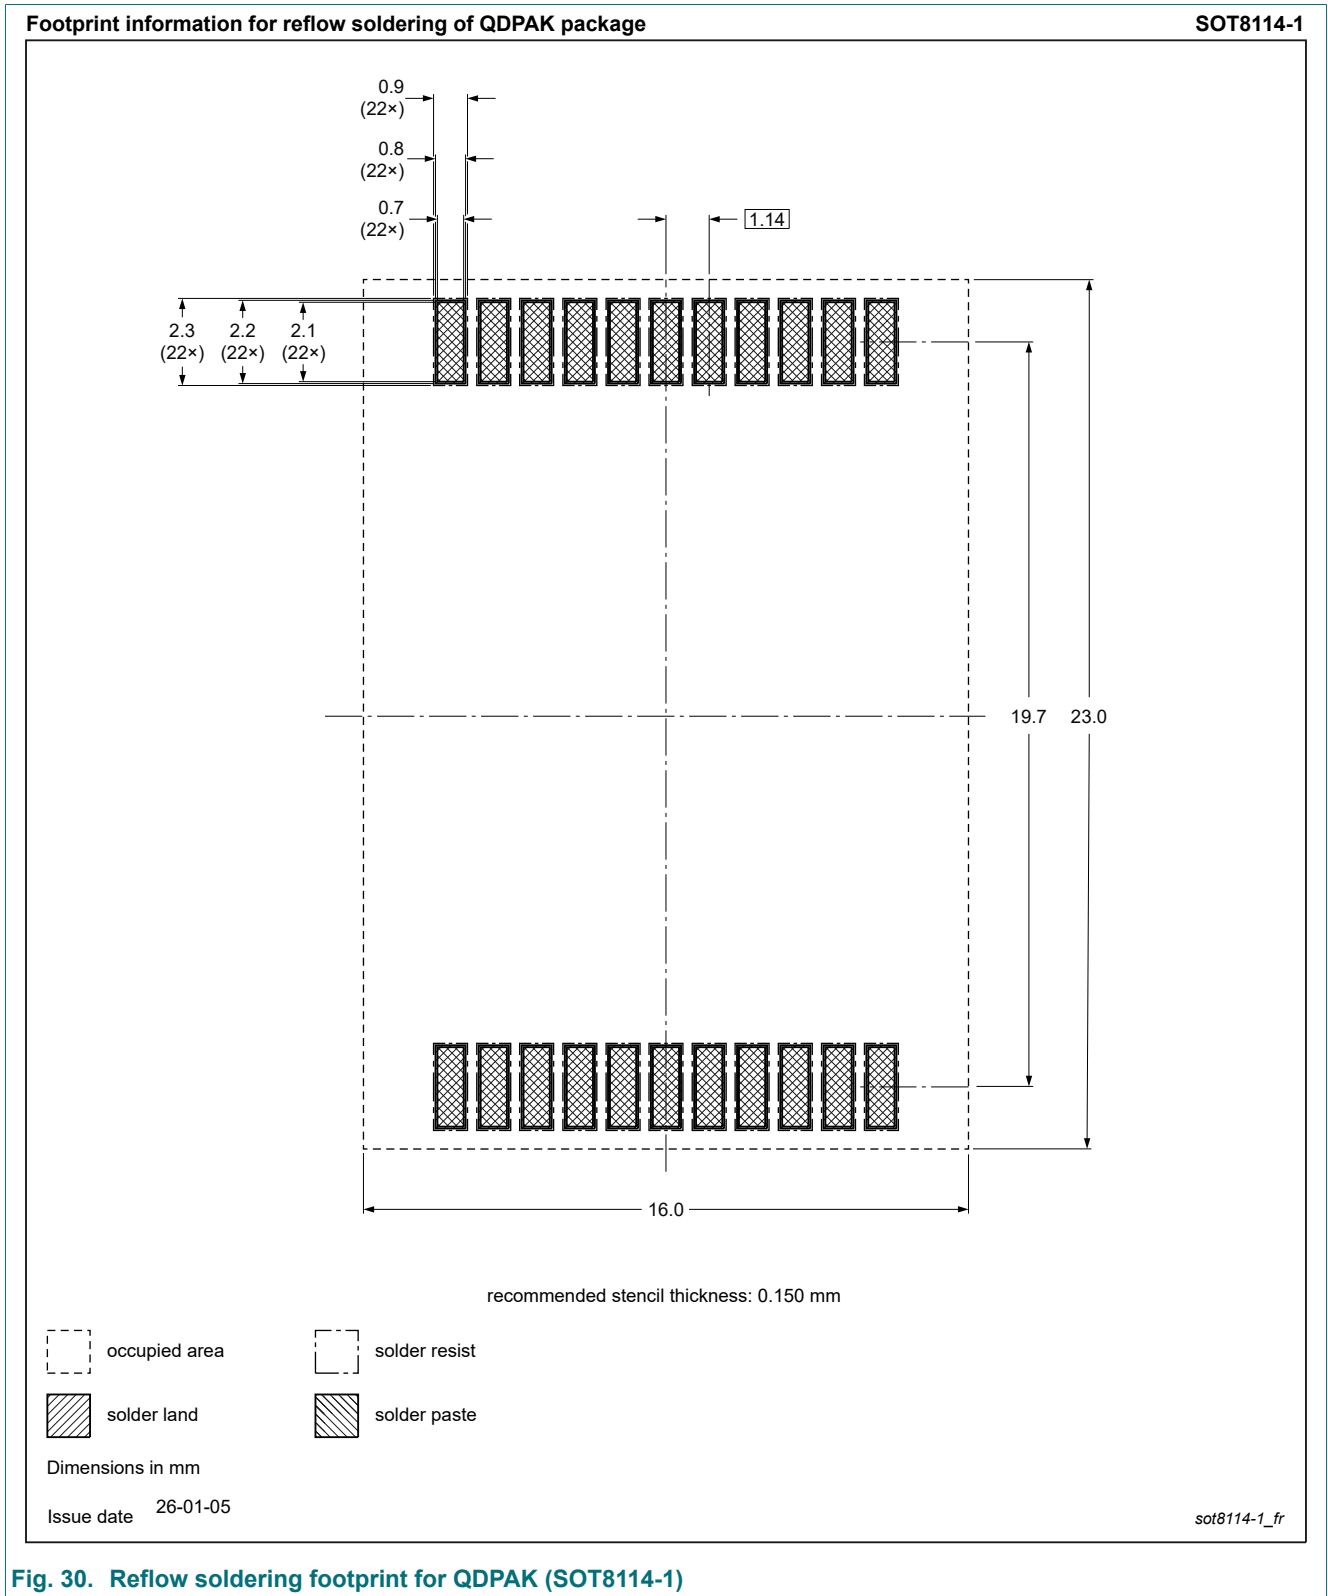 Footprint information for reflow soldering of QDPAK package SOT8114-1
0.9
(22×)
0.8
(22×)
0.7
(22×)
1.14
2.3
(22×)
2.2
(22×)
2.1
(22×)
19.7
23.0
16.0
recommended stencil thickness: 0.150 mm
occupied area
solder resist
solder land
solder paste
Dimensions in mm
Issue date 26-01-05
sot8114-1_fr
Fig. 30. Reflow soldering footprint for QDPAK (SOT8114-1)